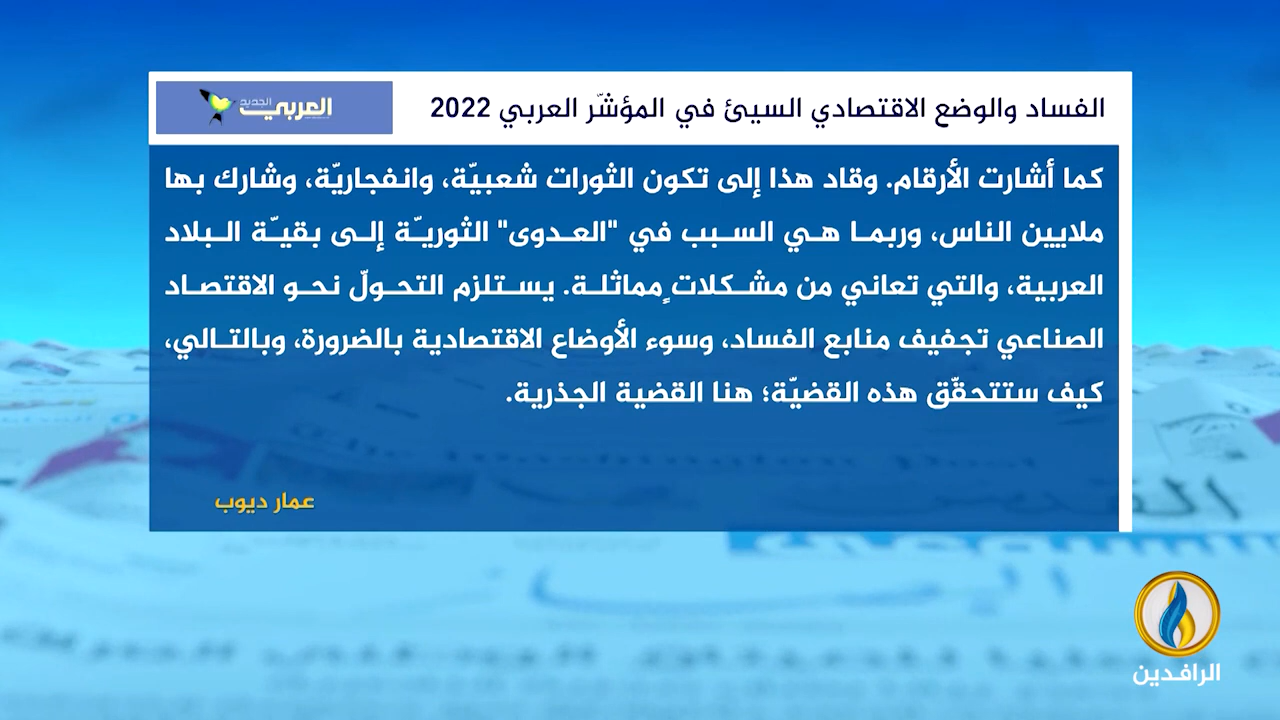 الفساد والوضع الاقتصادي السيئ في المؤشّر العربي 2022
العربي الجديد
كما أشارت الأرقام. وقاد هذا إلى تكون الثورات شعبيّة، وانفجاريّة، وشارك بها
ملايين الناس، وربما هي السبب في "العدوى" الثوريّة إلى بقيّة البلاد
العربية، والتي تعاني من مشكلاتٍ مماثلة. يستلزم التحولّ نحو الاقتصاد
الصناعي تجفيف منابع الفساد، وسوء الأوضاع الاقتصادية بالضرورة، وبالتالي،
كيف ستتحقّق هذه القضيّة؛ هنا القضية الجذرية.
عمار ديوب
الرافدين